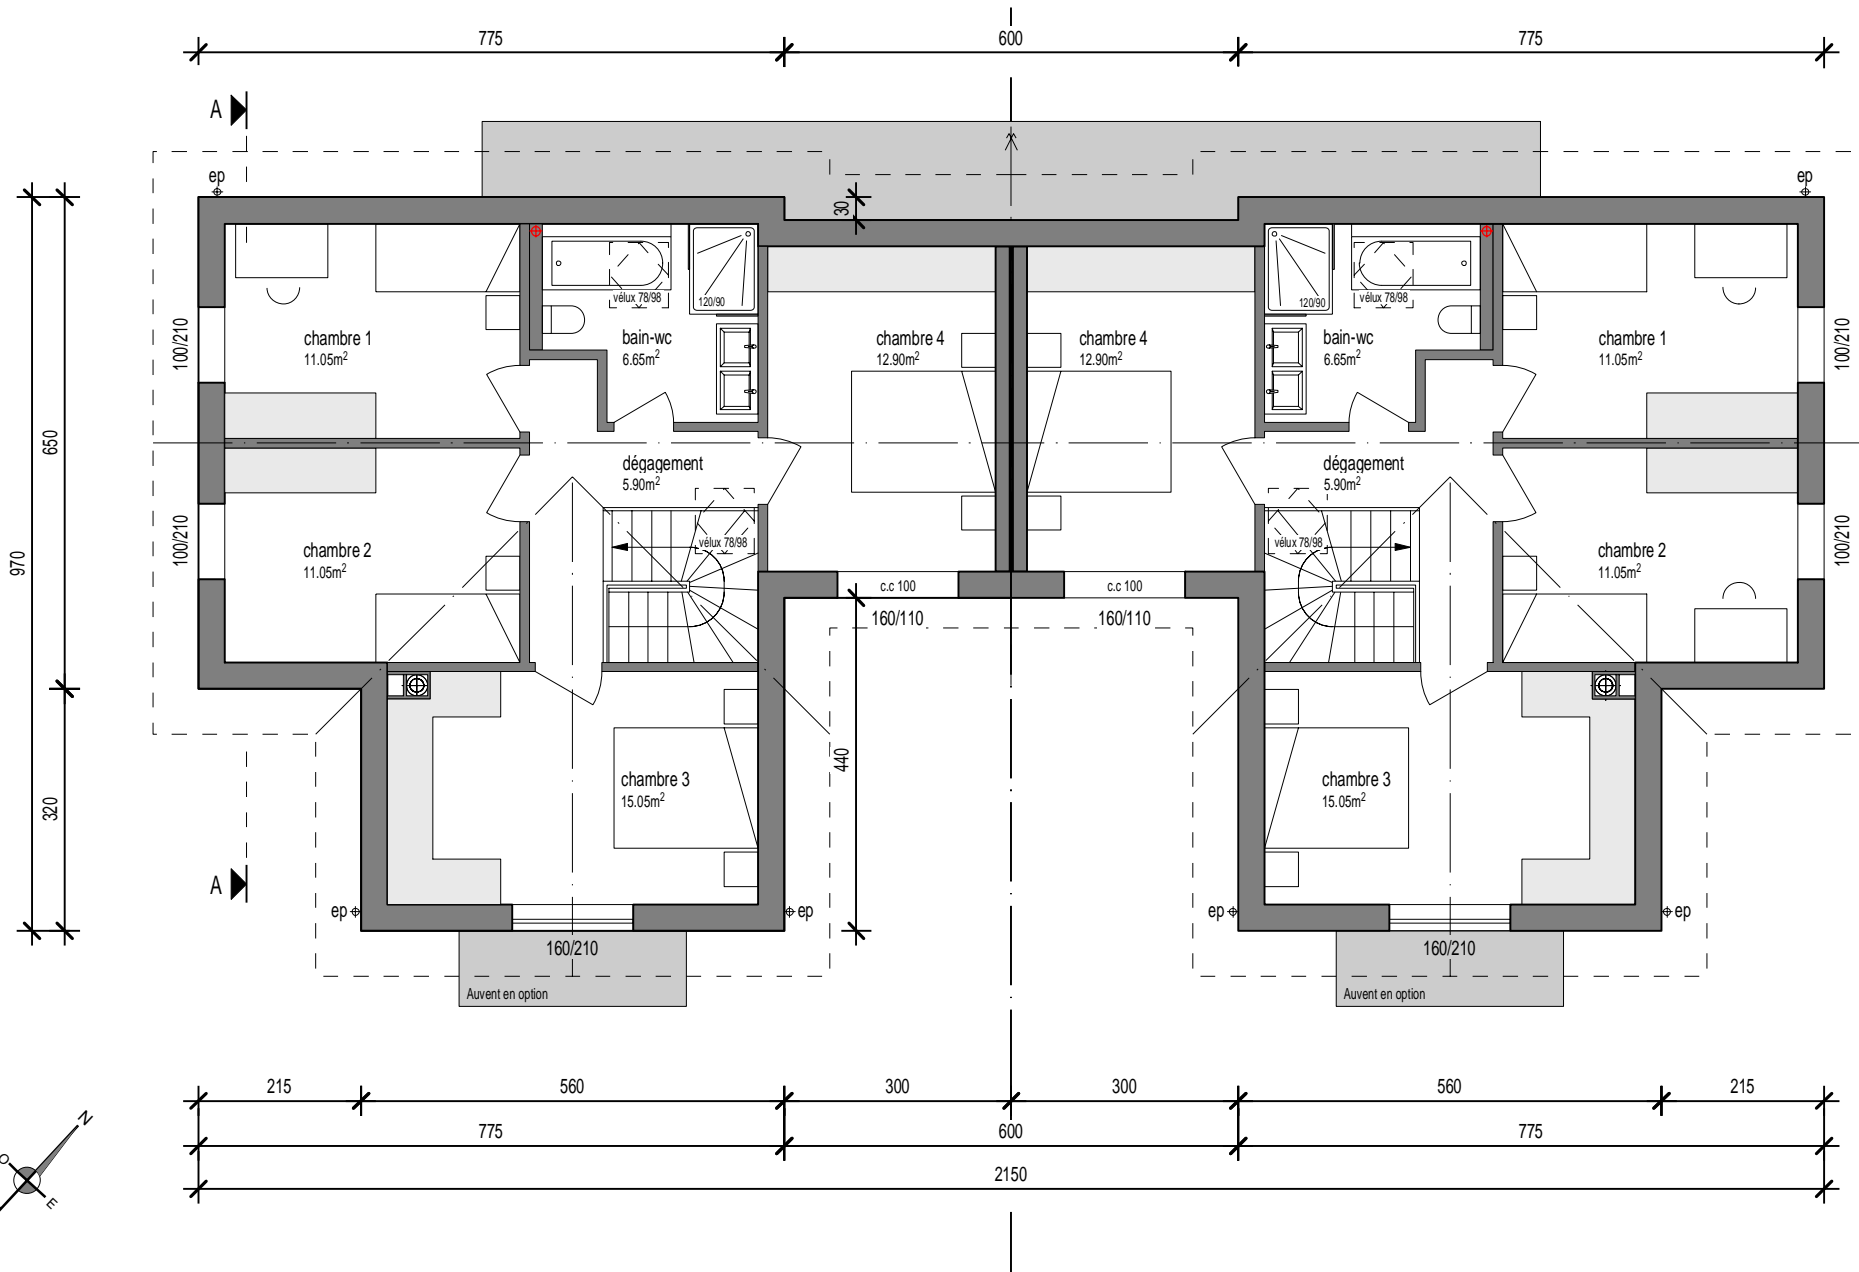 775
600
775
A
ep
ep
30
vélux 78/98
120/90
120/90
vélux 78/98
chambre 1
11.05m²
bain-wc
6.65m²
chambre 4
12.90m²
chambre 4
12.90m²
bain-wc
6.65m²
chambre 1
11.05m²
100/210
100/210
650
dégagement
5.90m²
dégagement
5.90m²
970
100/210
chambre 2
11.05m²
vélux 78/98
vélux 78/98
chambre 2
11.05m²
100/210
c.c 100
c.c 100
160/110
160/110
320
440
chambre 3
15.05m²
chambre 3
15.05m²
A
ep
ep
ep
ep
160/210
160/210
Auvent en option
Auvent en option
215
560
300
300
560
215
775
600
775
2150
N
O
E